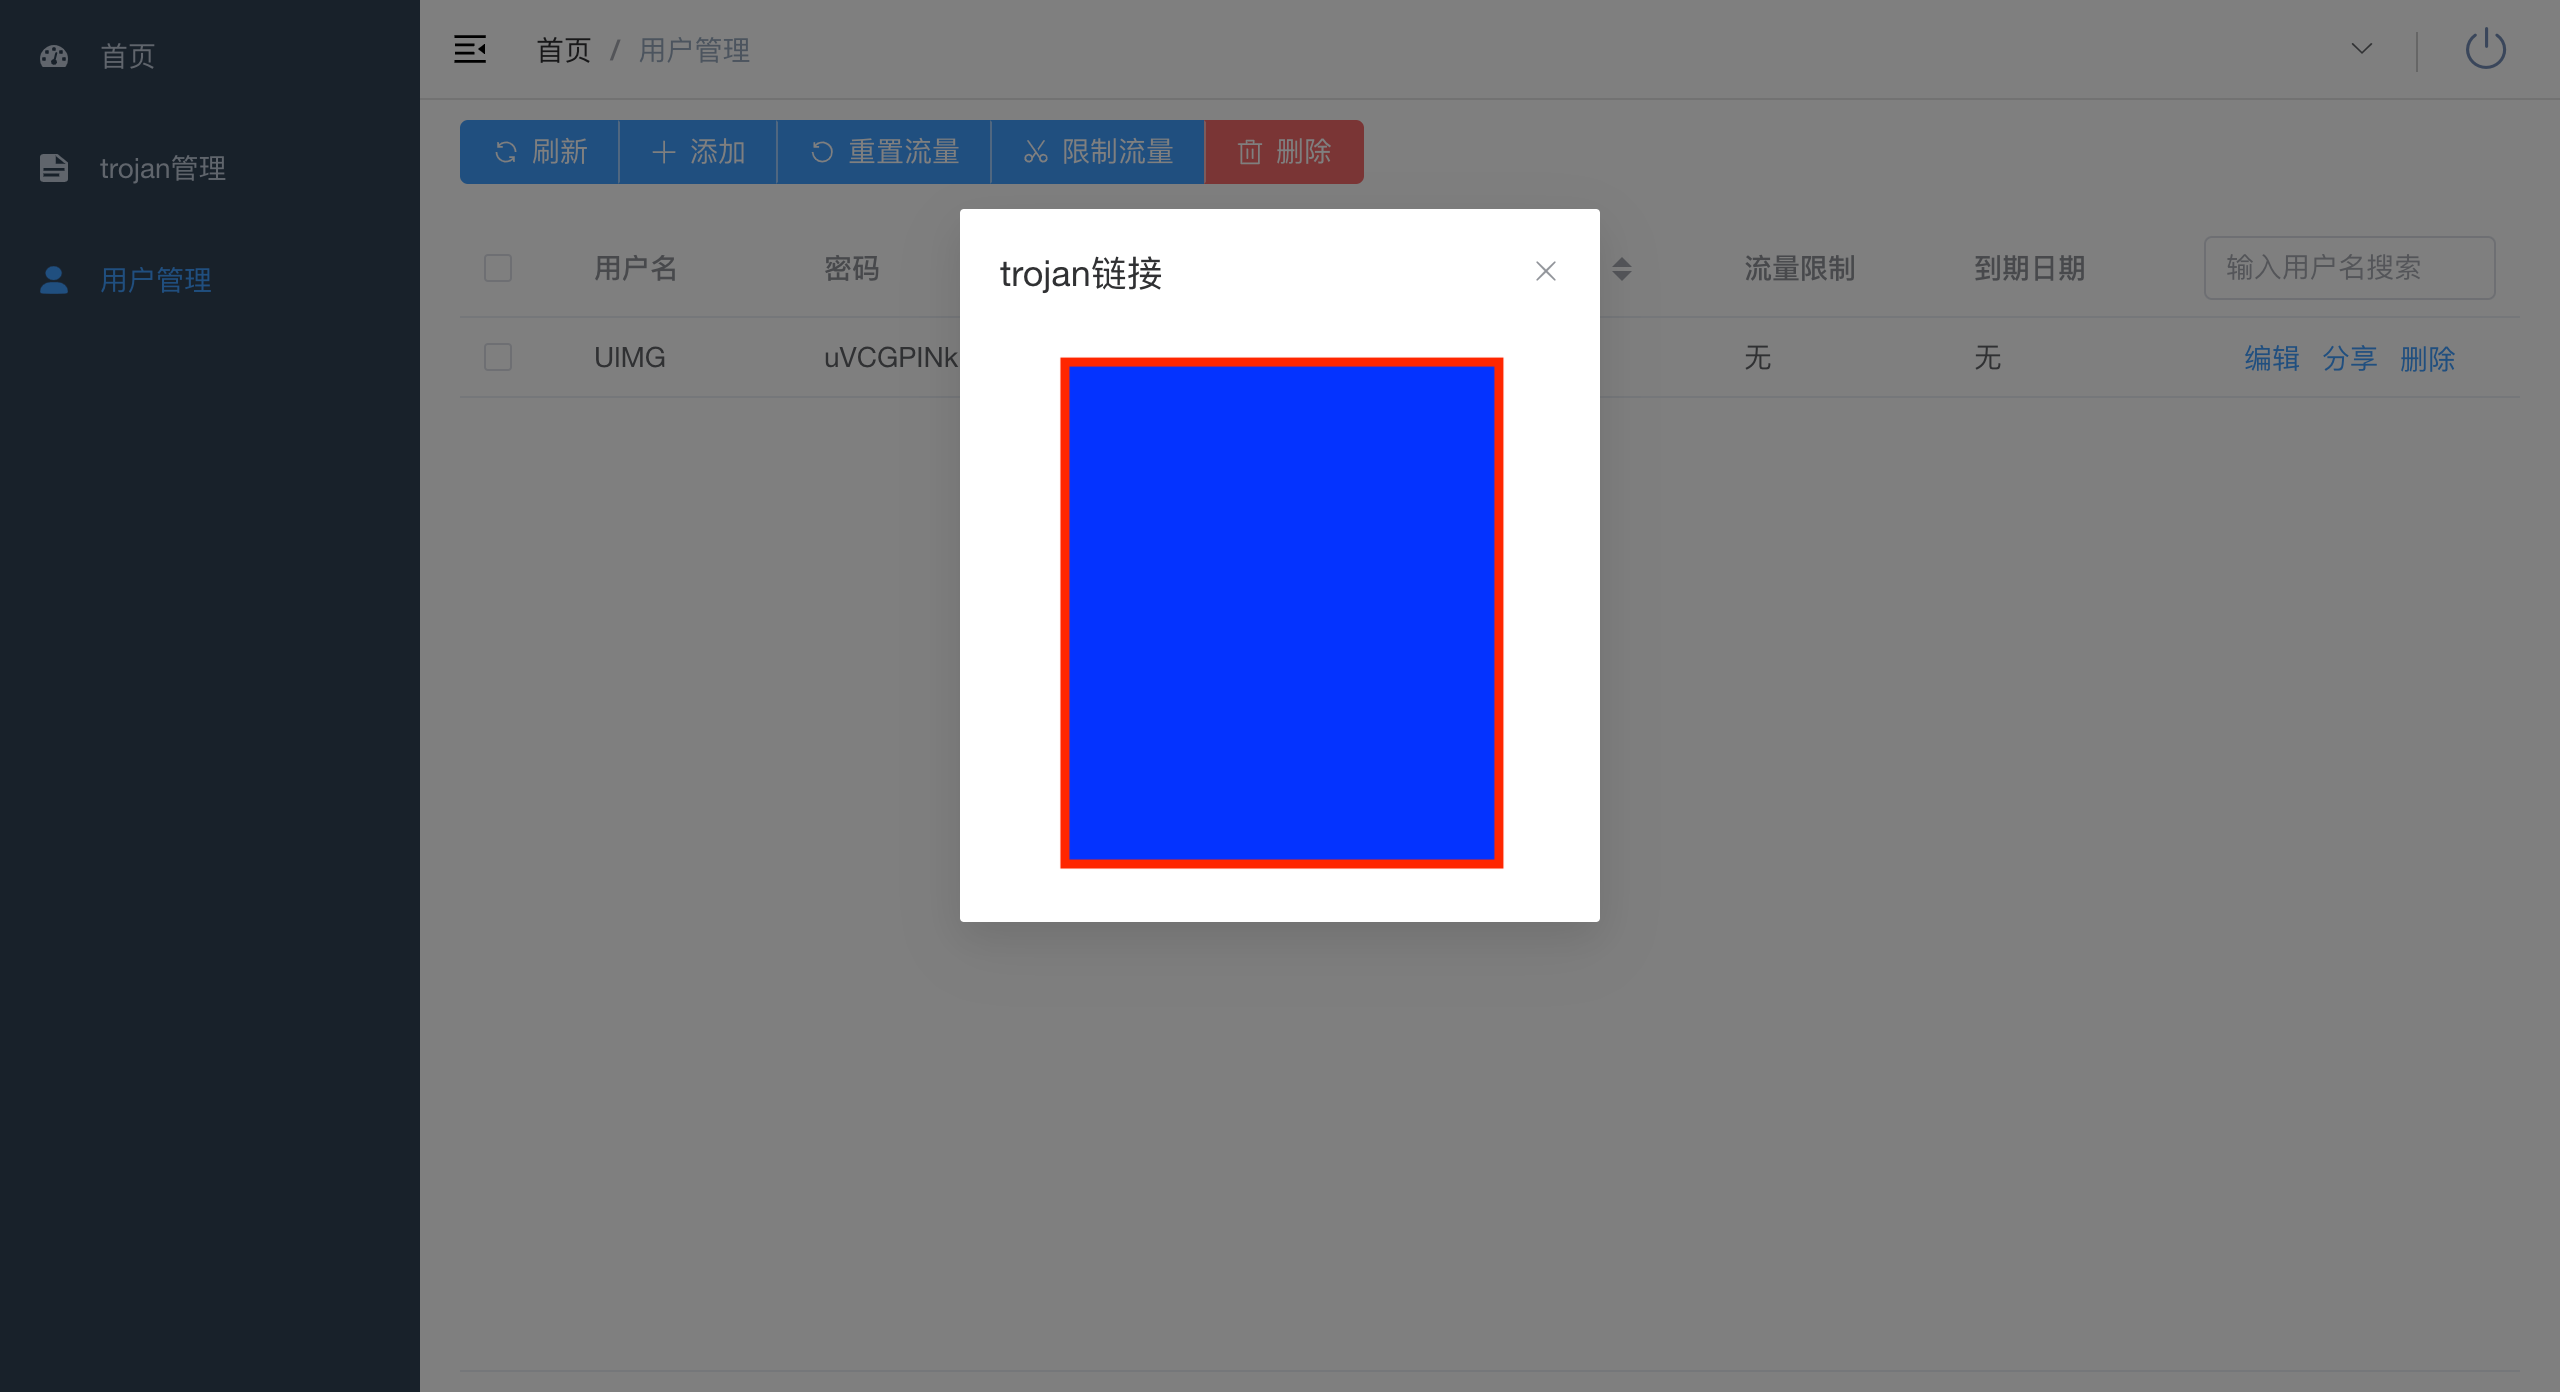 首页
trojan管理
用户管理
首页 / 用户管理
刷新 添加 重置流量 限制流量 删除
用户名 密码 流量限制 到期日期 输入用户名搜索
UIMG uVCGPINk 无 无 编辑 分享 删除
trojan链接